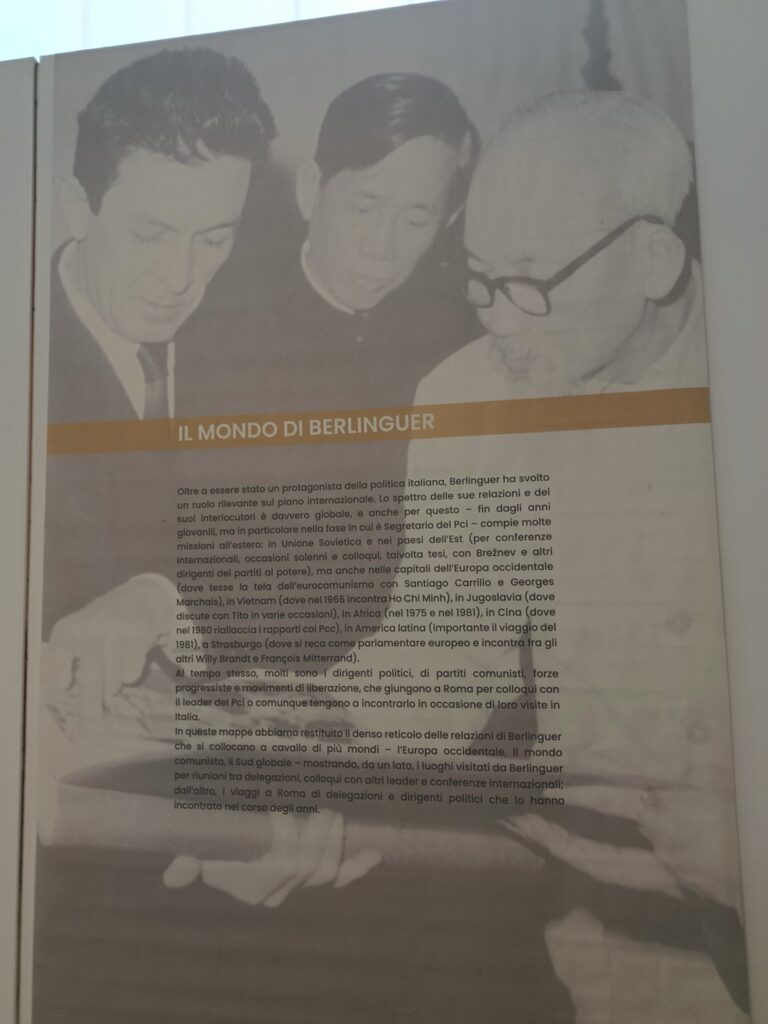 IL MONDO DI BERLINGUER
Oltre a essere stato un protagonista della politica italiana, Berlinguer ha svolto
un ruolo rilevante sul piano internazionale. Lo spettro delle sue relazioni e dei
suoi interlocutori è davvero globale, e anche per questo – fin dagli anni
giovanili, ma in particolare nella fase in cui è Segretario del Pci – compie molte
missioni all'estero: in Unione Sovietica e nei paesi dell'Est (per conferenze
internazionali, occasioni solenni e colloqui, talvolta tesi, con Brežnev e altri
dirigenti dei partiti al potere), ma anche nelle capitali dell'Europa occidentale
(dove tesse la tela dell'eurocomunismo con Santiago Carrillo e Georges
Marchais), in Vietnam (dove nel 1966 incontra Ho Chi Minh), in Jugoslavia (dove
discute con Tito in varie occasioni), in Africa (nel 1975 e nel 1981), in Cina (dove
nel 1980 riallaccia i rapporti col Pcc), in America latina (importante il viaggio del
1981), a Strasburgo (dove si reca come parlamentare europeo e incontra fra gli
altri Willy Brandt e François Mitterrand).
Al tempo stesso, molti sono i dirigenti politici, di partiti comunisti, forze
progressiste e movimenti di liberazione, che giungono a Roma per colloqui con
il leader del Pci o comunque tengono a incontrarlo in occasione di loro visite in
Italia.
In queste mappe abbiamo restituito il denso reticolo delle relazioni di Berlinguer
che si collocano a cavallo di più mondi – l'Europa occidentale, il mondo
comunista, il Sud globale – mostrando, da un lato, i luoghi visitati da Berlinguer
per riunioni tra delegazioni, colloqui con altri leader e conferenze internazionali;
dall'altro, i viaggi a Roma di delegazioni e dirigenti politici che lo hanno
incontrato nel corso degli anni.